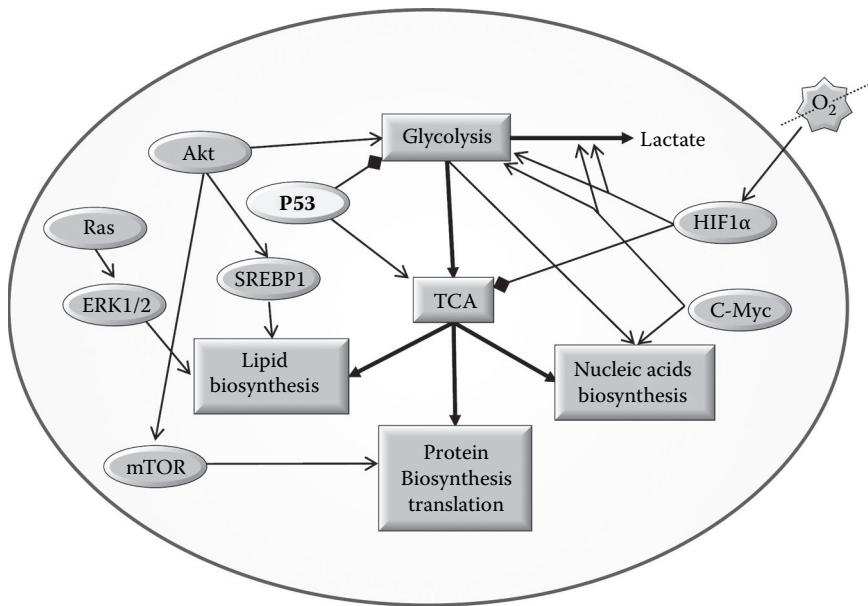 O2
Glycolysis
Lactate
Akt
P53
Ras
HIF1α
SREBP1
ERK1/2
TCA
C-Myc
Lipid
biosynthesis
Nucleic acids
biosynthesis
Protein
Biosynthesis
translation
mTOR